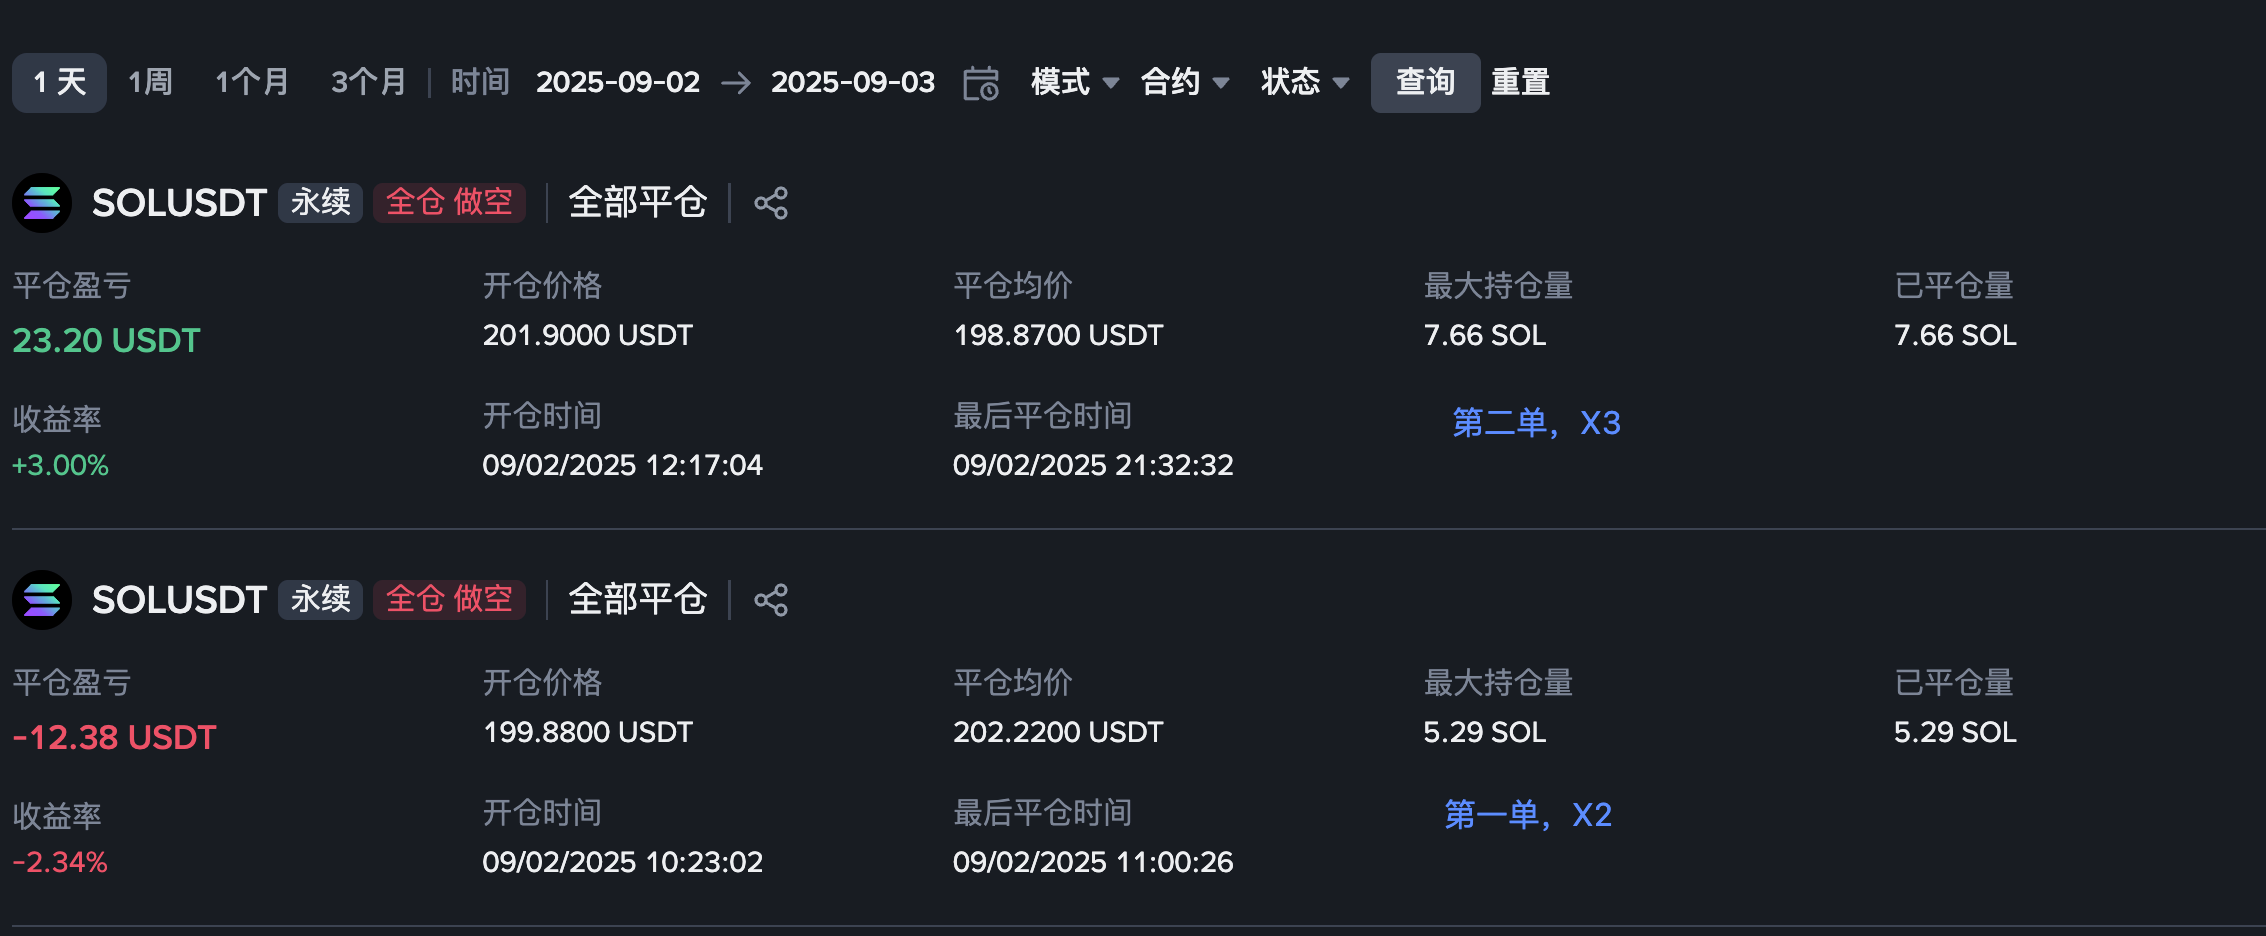 1 天 1周 1个月 3个月 时间 2025-09-02 → 2025-09-03 模式 合约 状态 查询 重置
SOLUSDT 永续 全仓 做空 全部平仓
平仓盈亏 开仓价格 平仓均价 最大持仓量 已平仓量
23.20 USDT 201.9000 USDT 198.8700 USDT 7.66 SOL 7.66 SOL
收益率 开仓时间 最后平仓时间 第二单，X3
+3.00% 09/02/2025 12:17:04 09/02/2025 21:32:32
SOLUSDT 永续 全仓 做空 全部平仓
平仓盈亏 开仓价格 平仓均价 最大持仓量 已平仓量
-12.38 USDT 199.8800 USDT 202.2200 USDT 5.29 SOL 5.29 SOL
收益率 开仓时间 最后平仓时间 第一单，X2
-2.34% 09/02/2025 10:23:02 09/02/2025 11:00:26